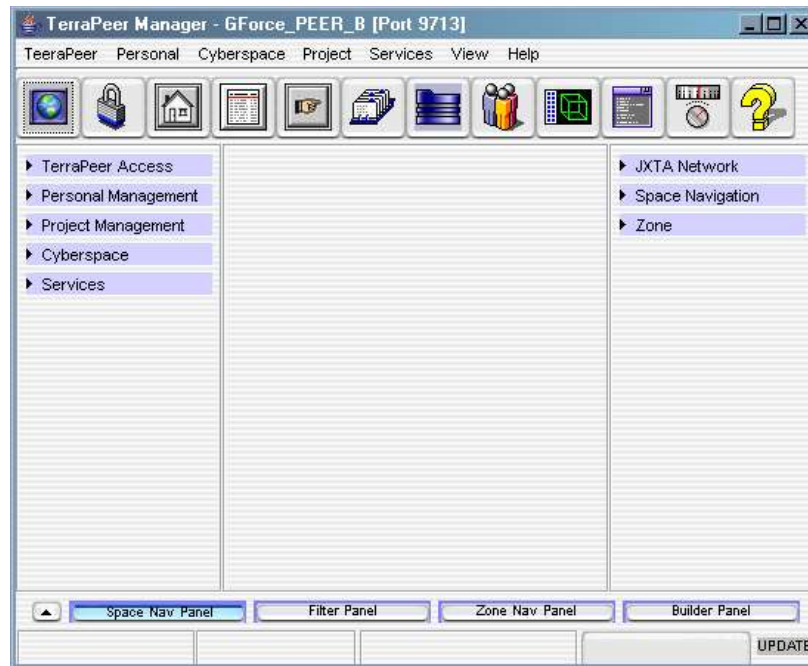 TerraPeer Manager - GForce_PEER_B [Port 9713]
TeeraPeer Personal Cyberspace Project Services View Help
TerraPeer Access
Personal Management
Project Management
Cyberspace
Services
JXTA Network
Space Navigation
Zone
Space Nav Panel Filter Panel Zone Nav Panel Builder Panel
UPDATE